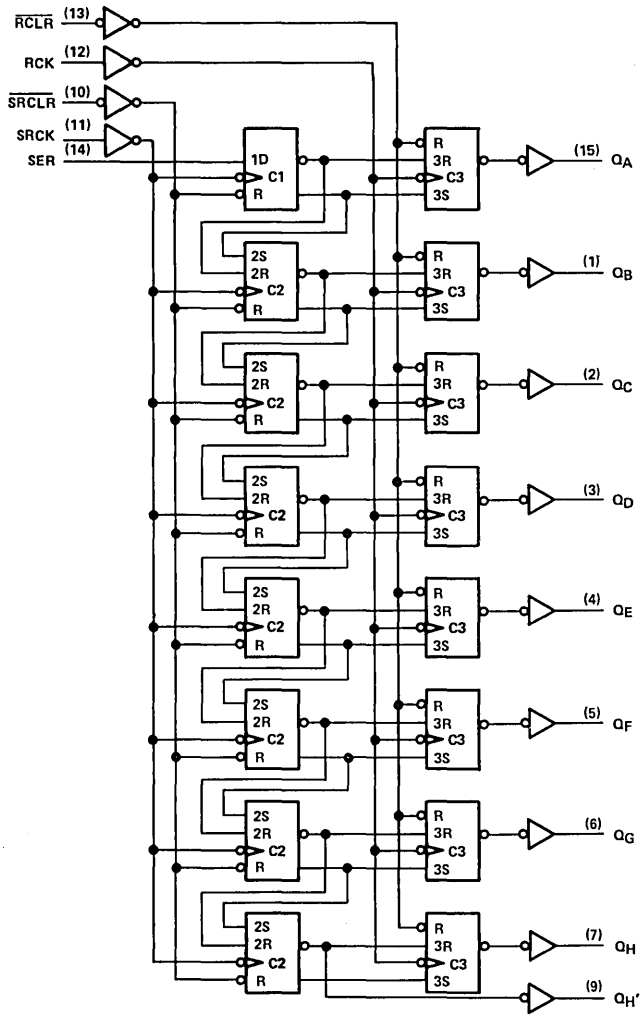 RCLR (13)
RCK (12)
SRCLR (10)
SRCK (11)
SER (14)
1D
C1
R
R
3R
C3
3S
(15) QA
2S
2R
C2
R
R
3R
C3
3S
(1) QB
2S
2R
C2
R
R
3R
C3
3S
(2) QC
2S
2R
C2
R
R
3R
C3
3S
(3) QD
2S
2R
C2
R
R
3R
C3
3S
(4) QE
2S
2R
C2
R
R
3R
C3
3S
(5) QF
2S
2R
C2
R
R
3R
C3
3S
(6) QG
2S
2R
C2
R
R
3R
C3
3S
(7) QH
(9) QH'